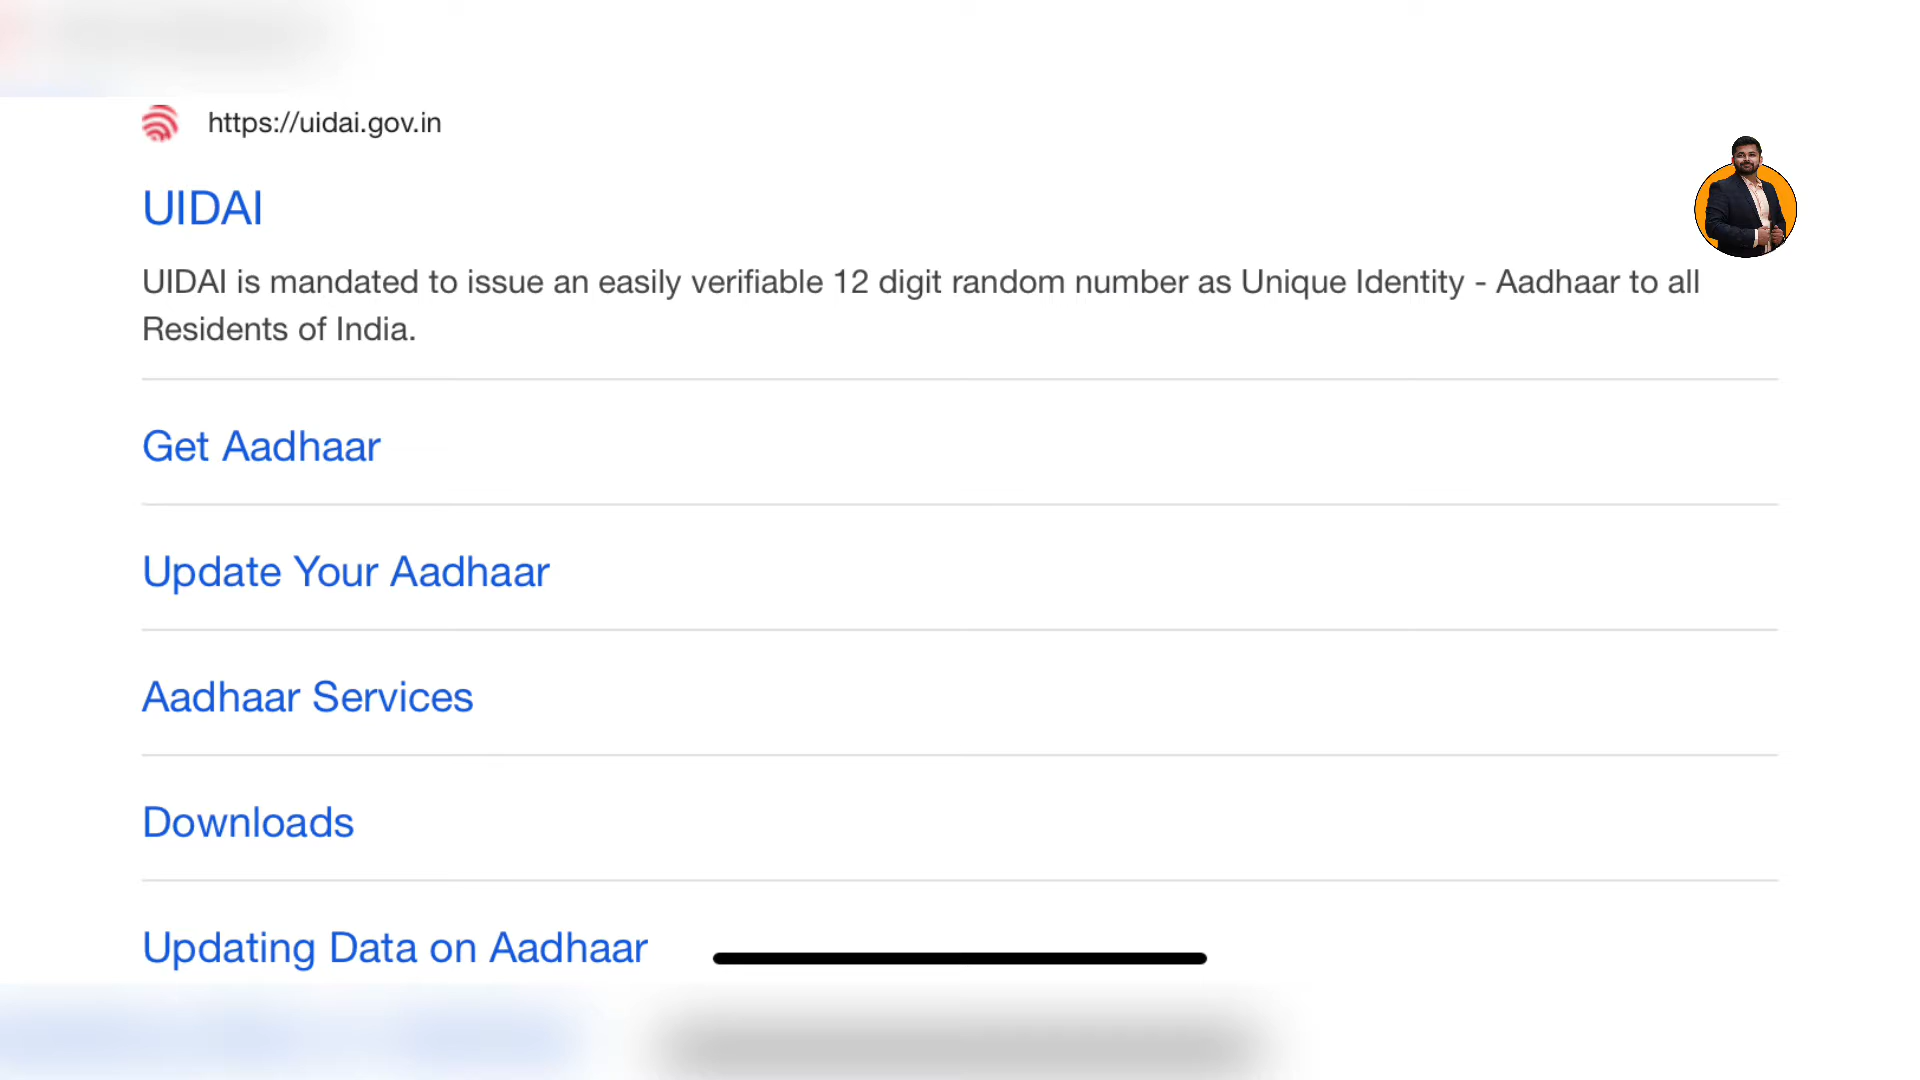 https://uidai.gov.in
UIDAI
UIDAI is mandated to issue an easily verifiable 12 digit random number as Unique Identity - Aadhaar to all
Residents of India.
Get Aadhaar
Update Your Aadhaar
Aadhaar Services
Downloads
Updating Data on Aadhaar